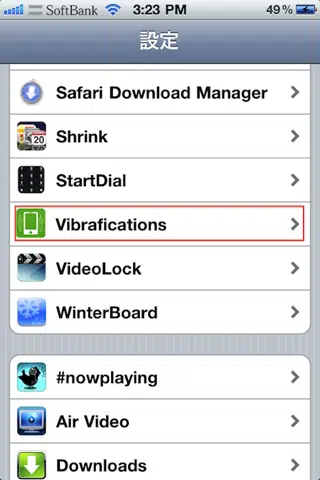 SoftBank 3:23 PM 49%
設定
Safari Download Manager
20
Shrink
StartDial
Vibrafications
VideoLock
WinterBoard
#nowplaying
Air Video
Downloads